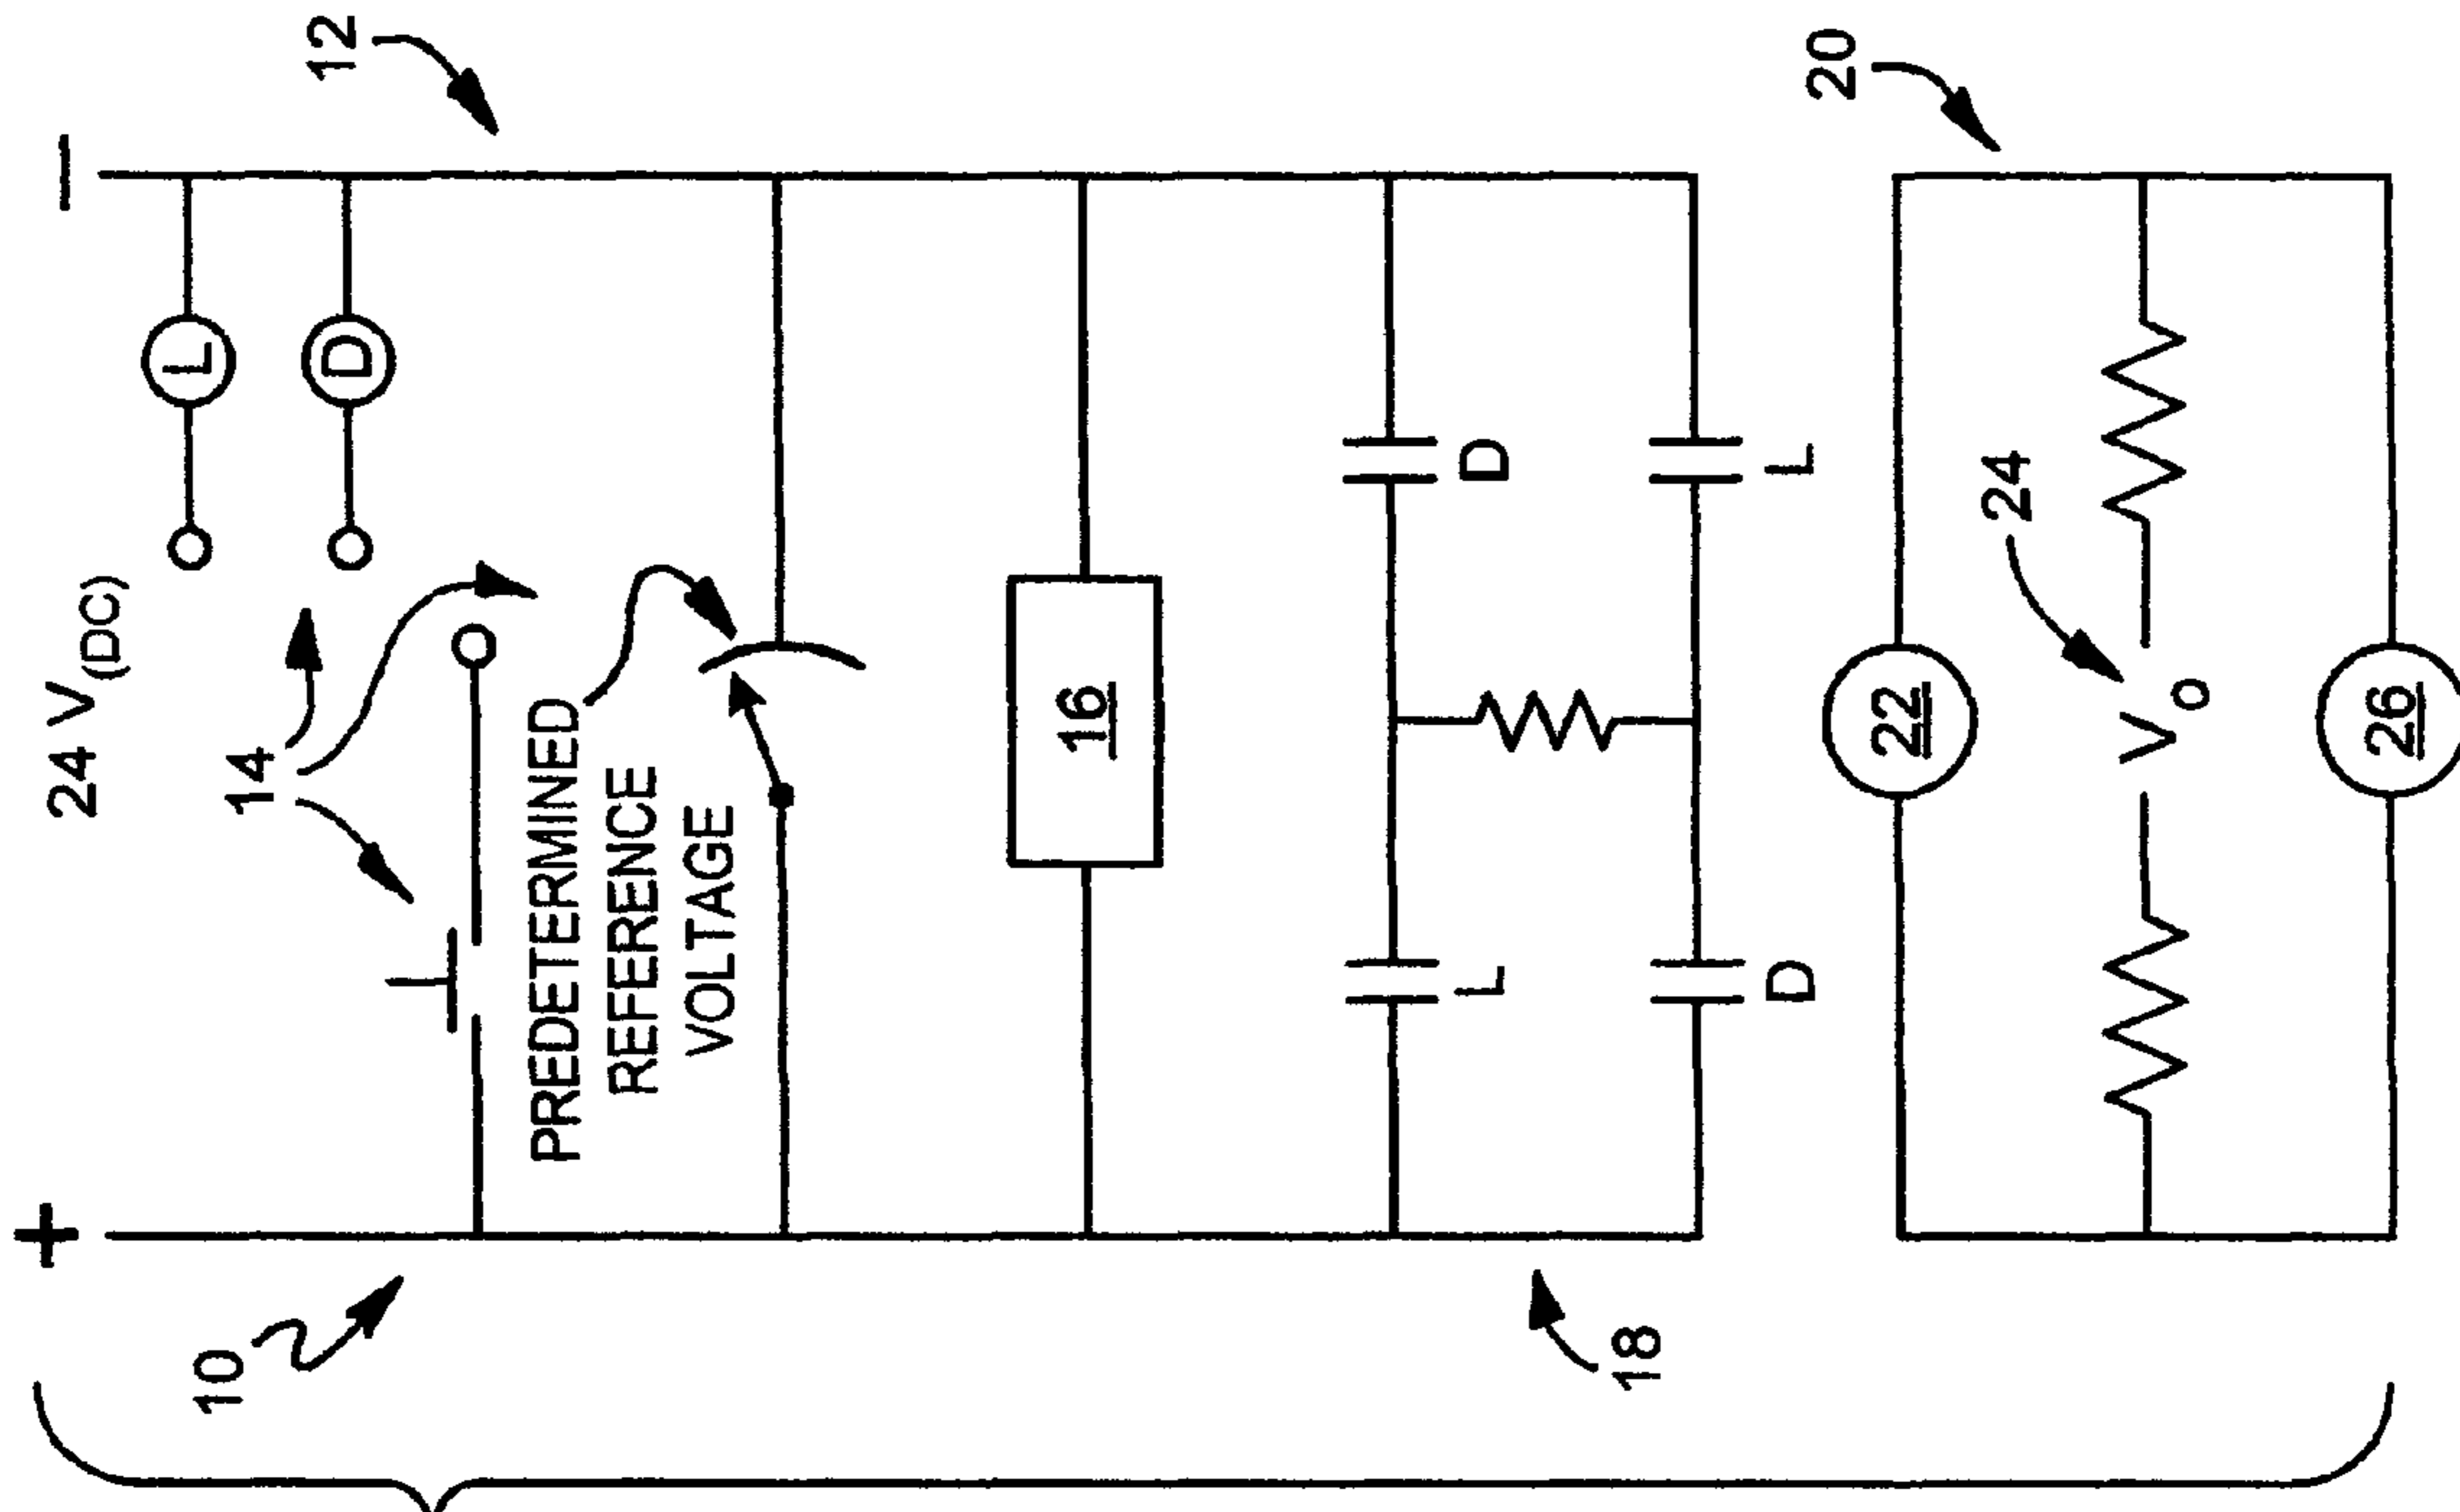 24 V(DC)
+
−
10
12
14
L
D
PREDETERMINED
REFERENCE
VOLTAGE
16
L
D
D
L
18
20
22
24
Vo
26